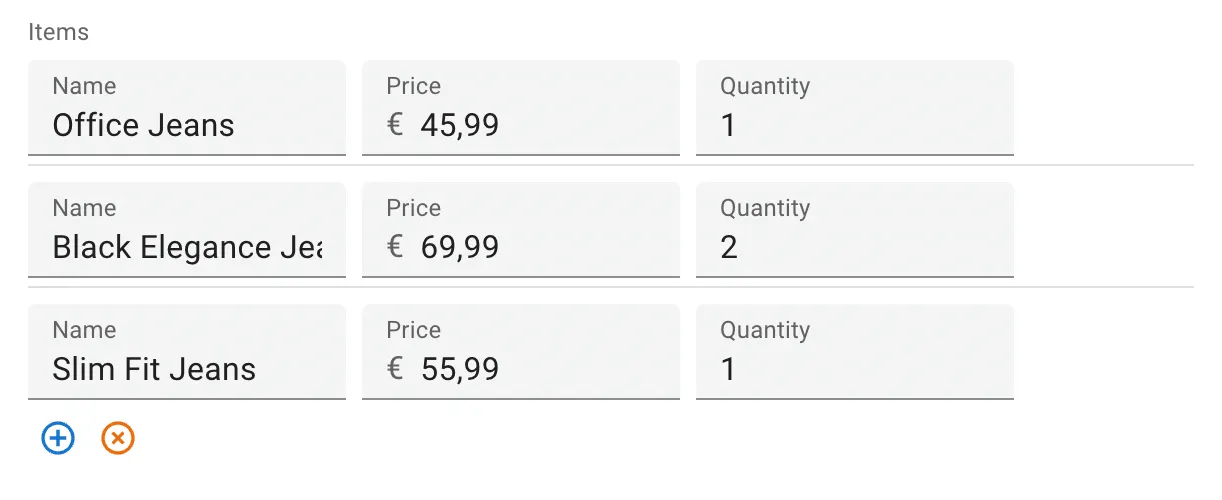 Items
Name Price Quantity
Office Jeans € 45,99 1
Name Price Quantity
Black Elegance Jea € 69,99 2
Name Price Quantity
Slim Fit Jeans € 55,99 1